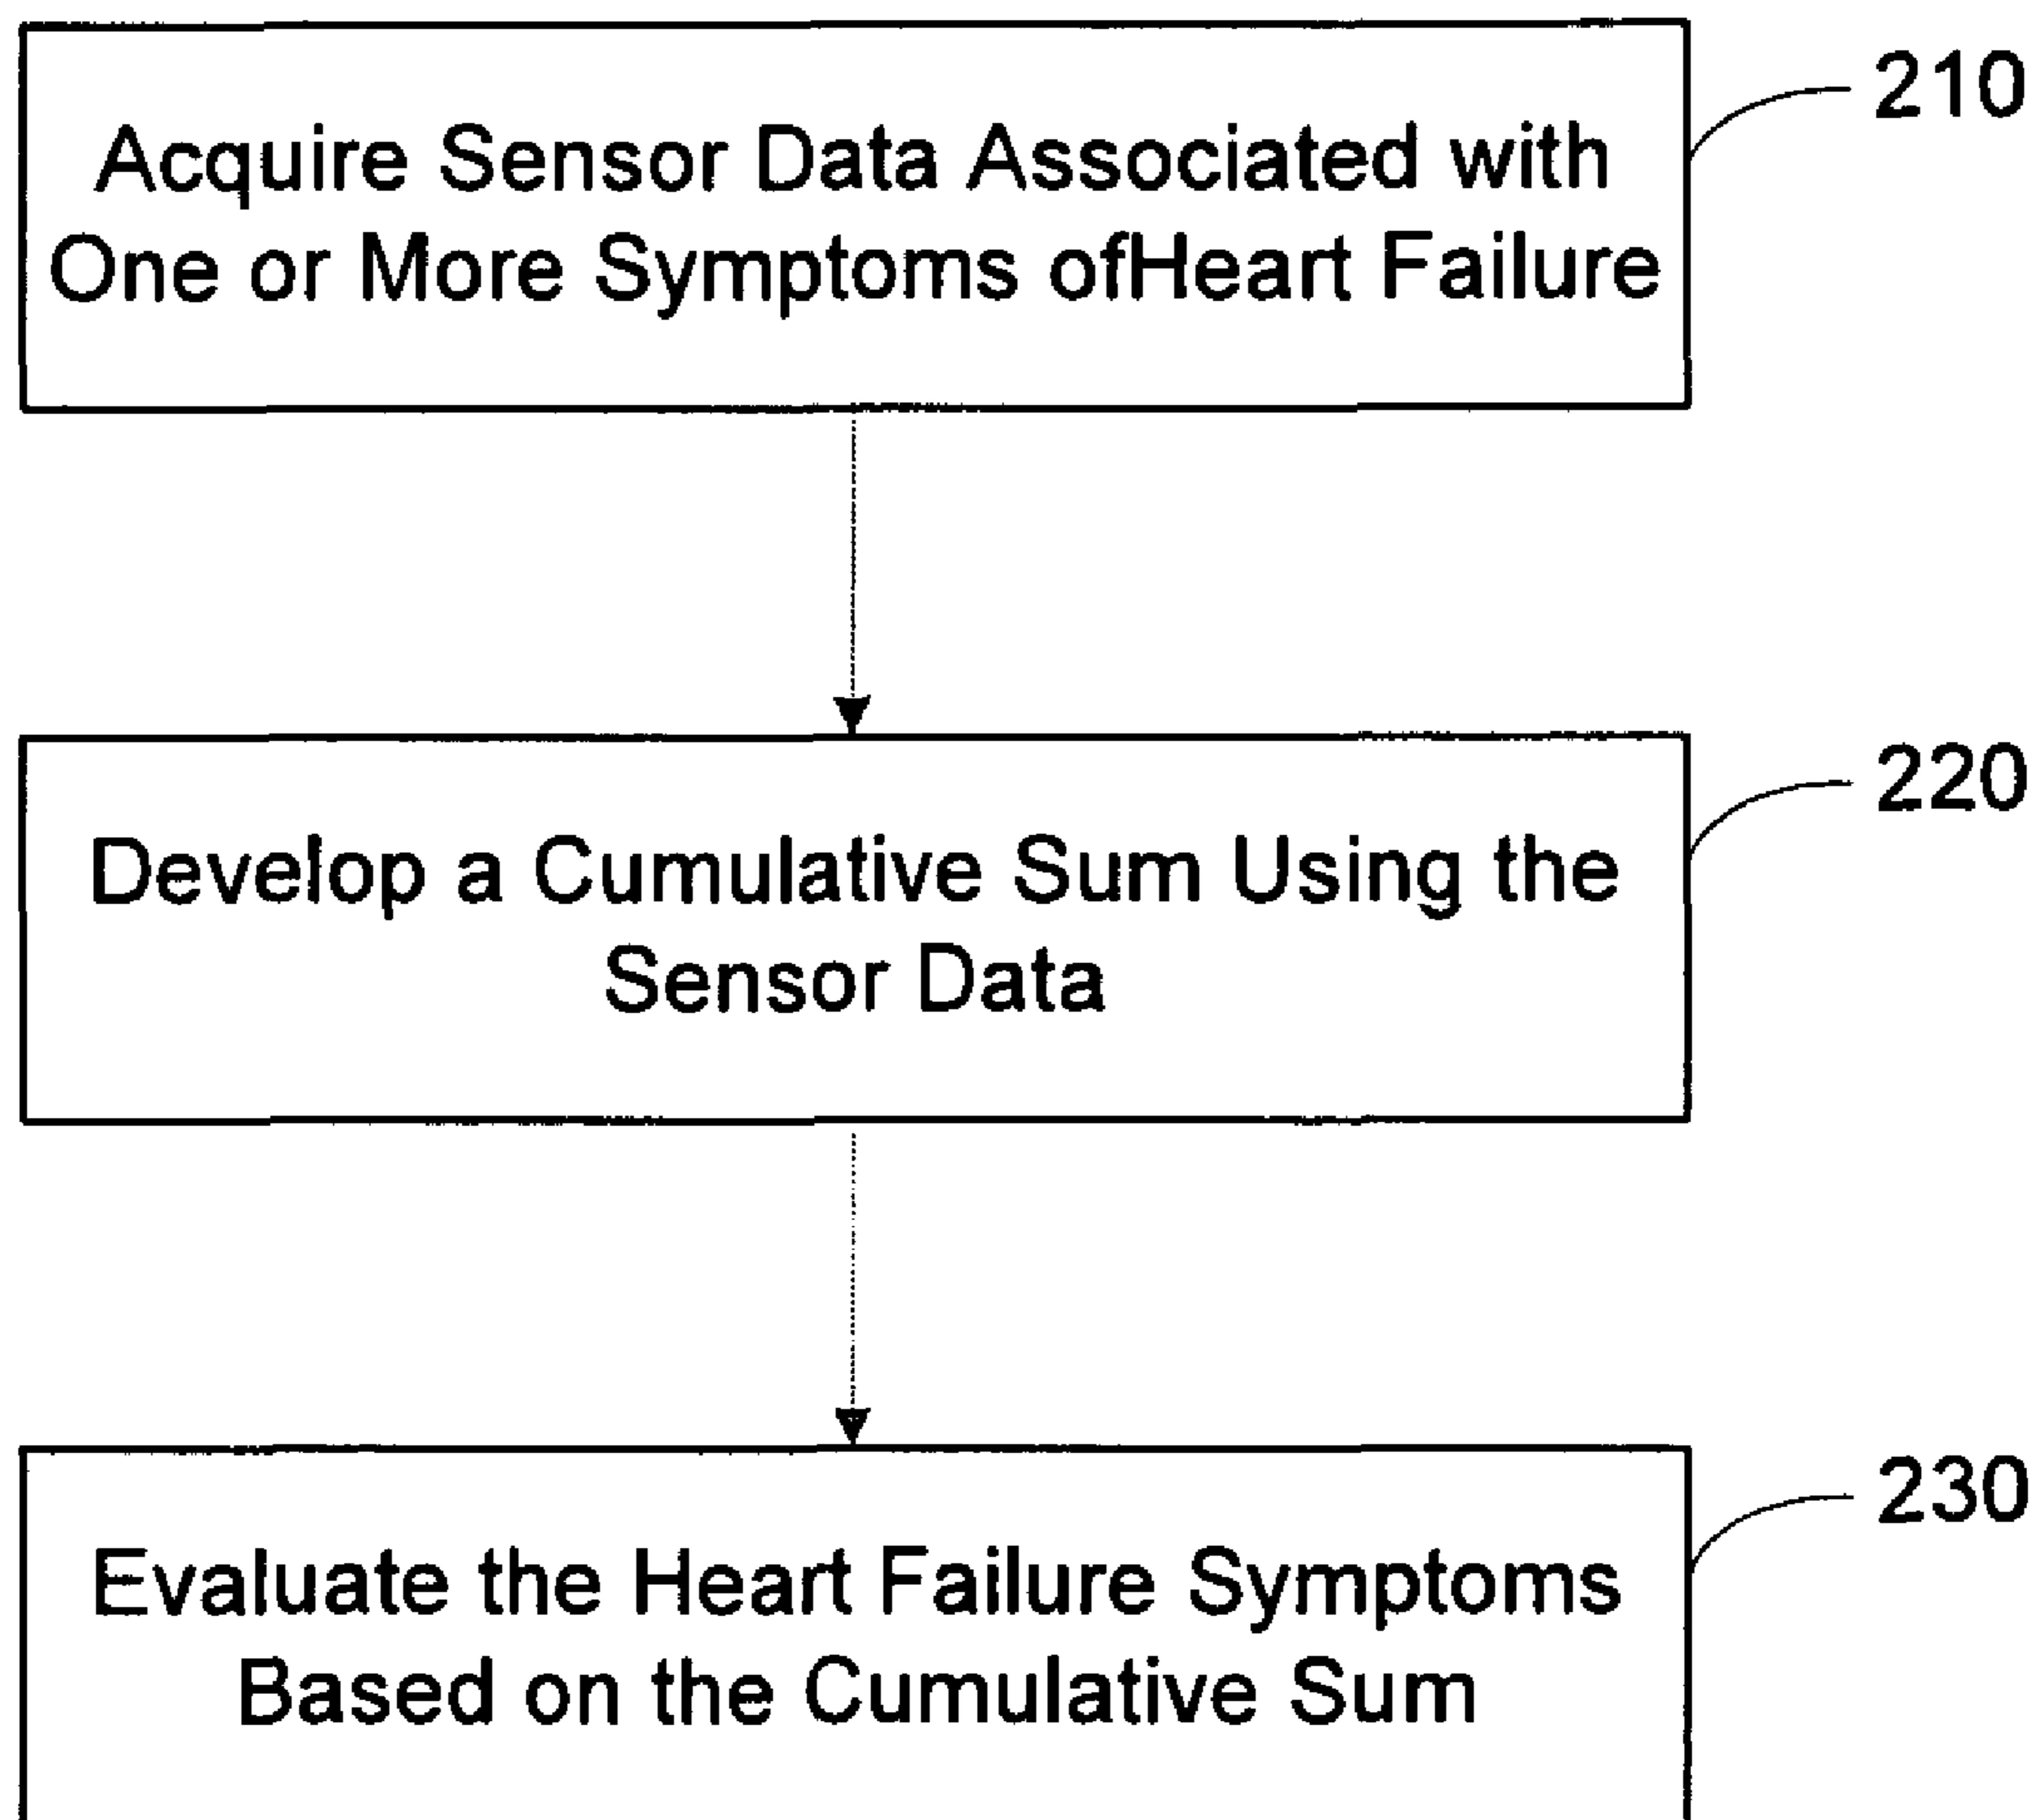 210
Acquire Sensor Data Associated with
One or More Symptoms ofHeart Failure
220
Develop a Cumulative Sum Using the
Sensor Data
230
Evaluate the Heart Failure Symptoms
Based on the Cumulative Sum